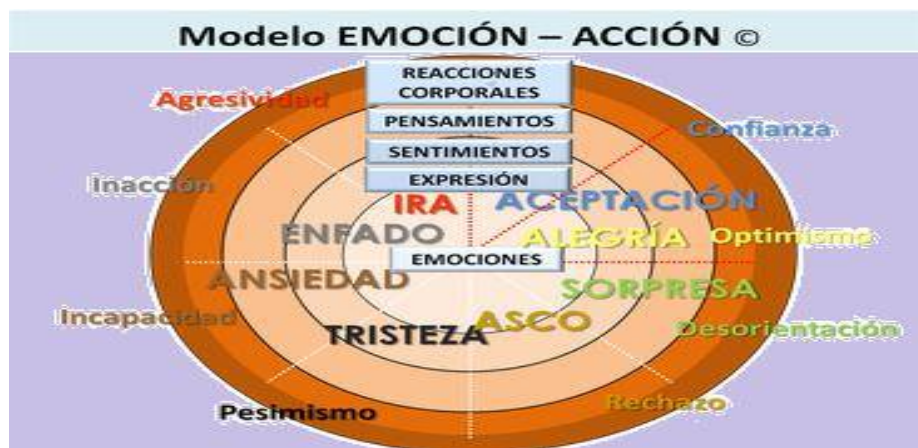 Modelo EMOCIÓN – ACCIÓN ©
REACCIONES
CORPORALES
Agresividad
PENSAMIENTOS
Confianza
SENTIMIENTOS
Inacción
EXPRESIÓN
IRA ACEPTACIÓN
ENFADO ALEGRÍA Optimismo
EMOCIONES
ANSIEDAD SORPRESA
Incapacidad TRISTEZA ASCO Desorientación
Pesimismo Rechazo